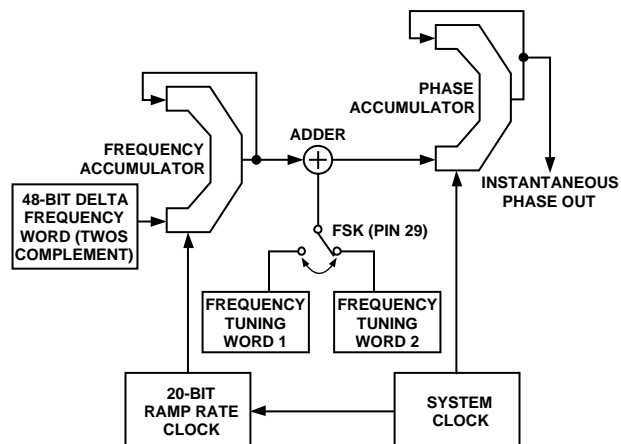 PHASE
ACCUMULATOR
ADDER
FREQUENCY
ACCUMULATOR
INSTANTANEOUS
PHASE OUT
48-BIT DELTA
FREQUENCY
WORD (TWOS
COMPLEMENT)
FSK (PIN 29)
FREQUENCY
TUNING
WORD 1
FREQUENCY
TUNING
WORD 2
20-BIT
RAMP RATE
CLOCK
SYSTEM
CLOCK